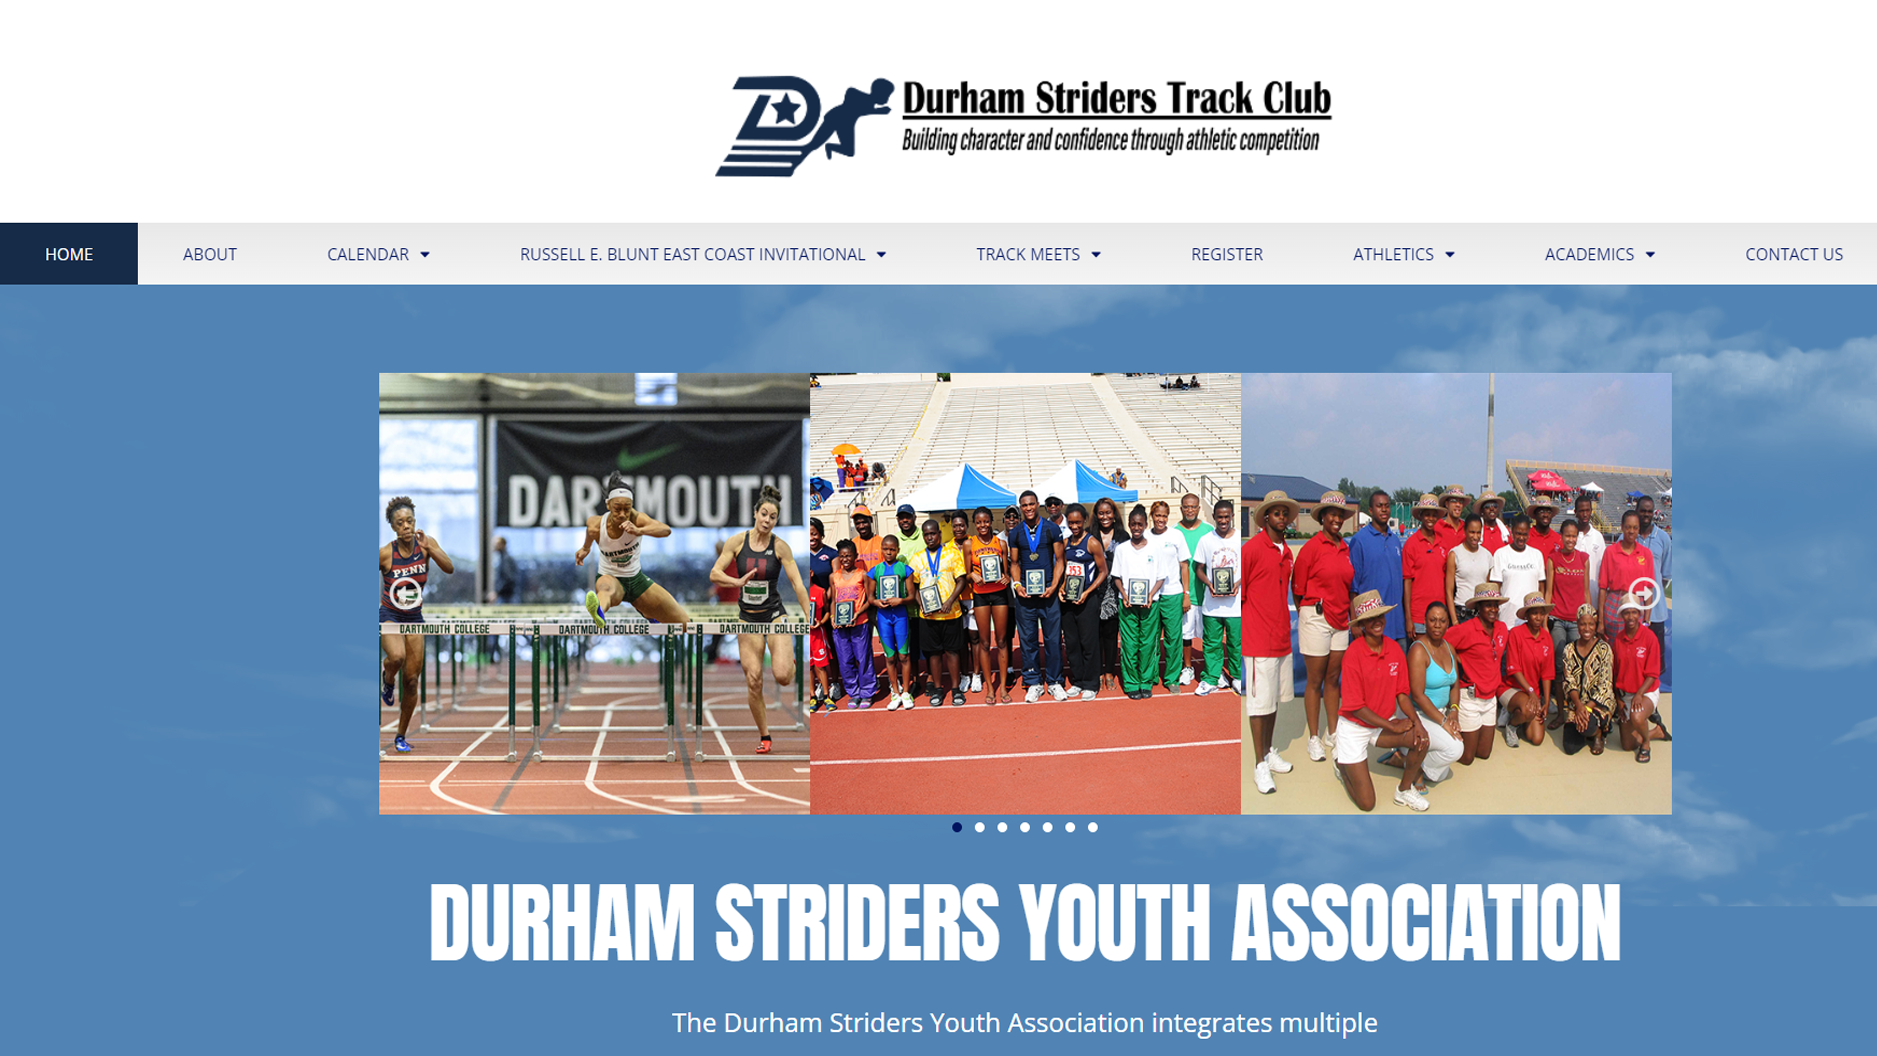 Durham Striders Track Club
Building character and confidence through athletic competition
HOME ABOUT CALENDAR RUSSELL E. BLUNT EAST COAST INVITATIONAL TRACK MEETS REGISTER ATHLETICS ACADEMICS CONTACT US
DARTMOUTH
DARTMOUTH
PENN
H
DARTMOUTH COLLEGE DARTMOUTH COLLEGE DARTMOUTH COLLEGE
353
DURHAM STRIDERS YOUTH ASSOCIATION
The Durham Striders Youth Association integrates multiple